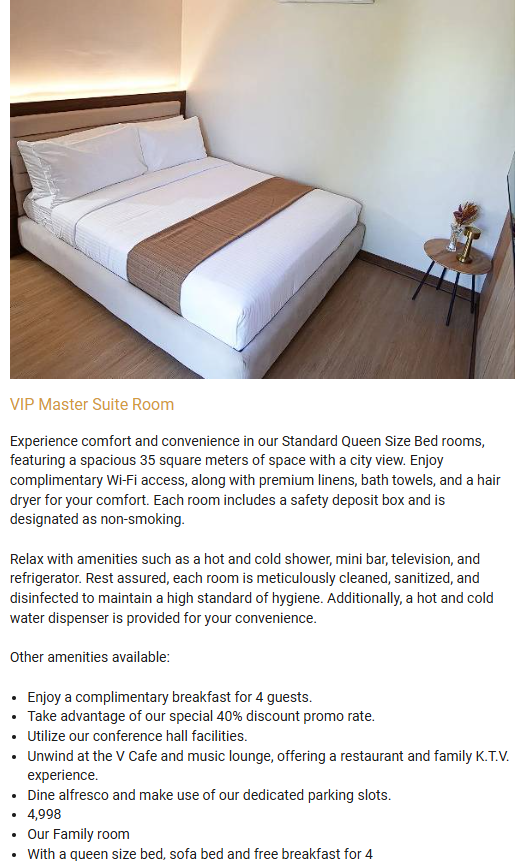 VIP Master Suite Room
Experience comfort and convenience in our Standard Queen Size Bed rooms,
featuring a spacious 35 square meters of space with a city view. Enjoy
complimentary Wi-Fi access, along with premium linens, bath towels, and a hair
dryer for your comfort. Each room includes a safety deposit box and is
designated as non-smoking.
Relax with amenities such as a hot and cold shower, mini bar, television, and
refrigerator. Rest assured, each room is meticulously cleaned, sanitized, and
disinfected to maintain a high standard of hygiene. Additionally, a hot and cold
water dispenser is provided for your convenience.
Other amenities available:
• Enjoy a complimentary breakfast for 4 guests.
• Take advantage of our special 40% discount promo rate.
• Utilize our conference hall facilities.
• Unwind at the V Cafe and music lounge, offering a restaurant and family K.T.V.
experience.
• Dine alfresco and make use of our dedicated parking slots.
• 4,998
• Our Family room
• With a queen size bed, sofa bed and free breakfast for 4